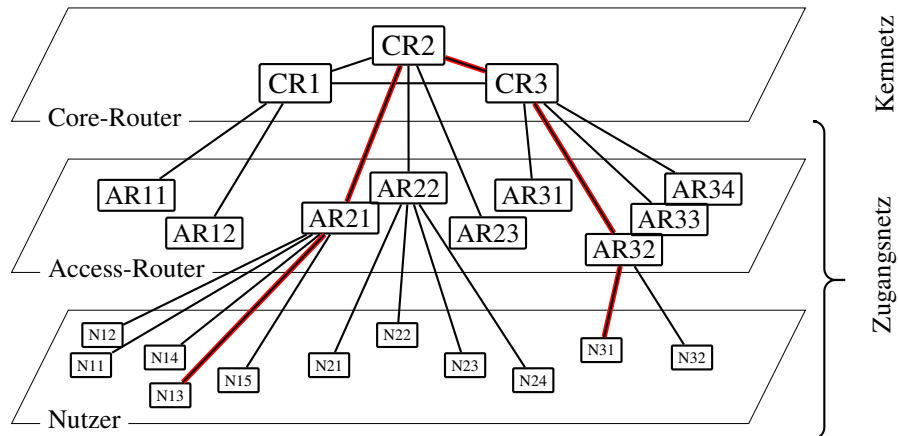 CR2
CR1
CR3
Core-Router
Kernnetz
AR11
AR12
AR21
AR22
AR23
AR31
AR32
AR33
AR34
Access-Router
Zugangsnetz
N12
N11
N14
N13
N15
N21
N22
N23
N24
N31
N32
Nutzer